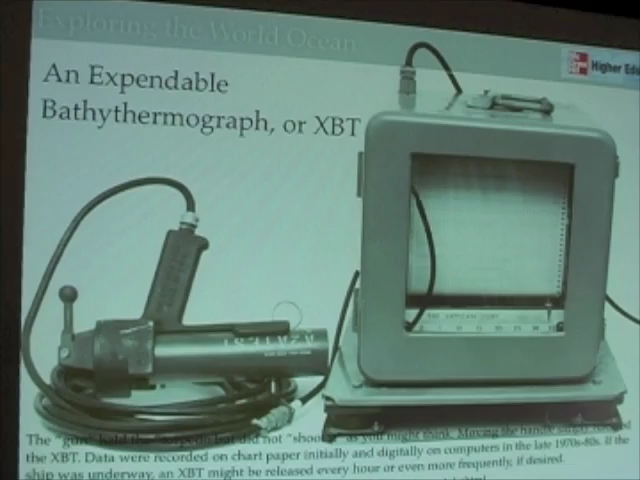 Exploring the World Ocean
Higher Edu
An Expendable
Bathythermograph, or XBT
The "gun" held the "torpedo" but did not "shoot" as you might think. Moving the handle simply
the XBT. Data were recorded on chart paper initially and digitally on computers in the late 1970s-80s. If the
ship was underway, an XBT might be released every hour or even more frequently, if desired.